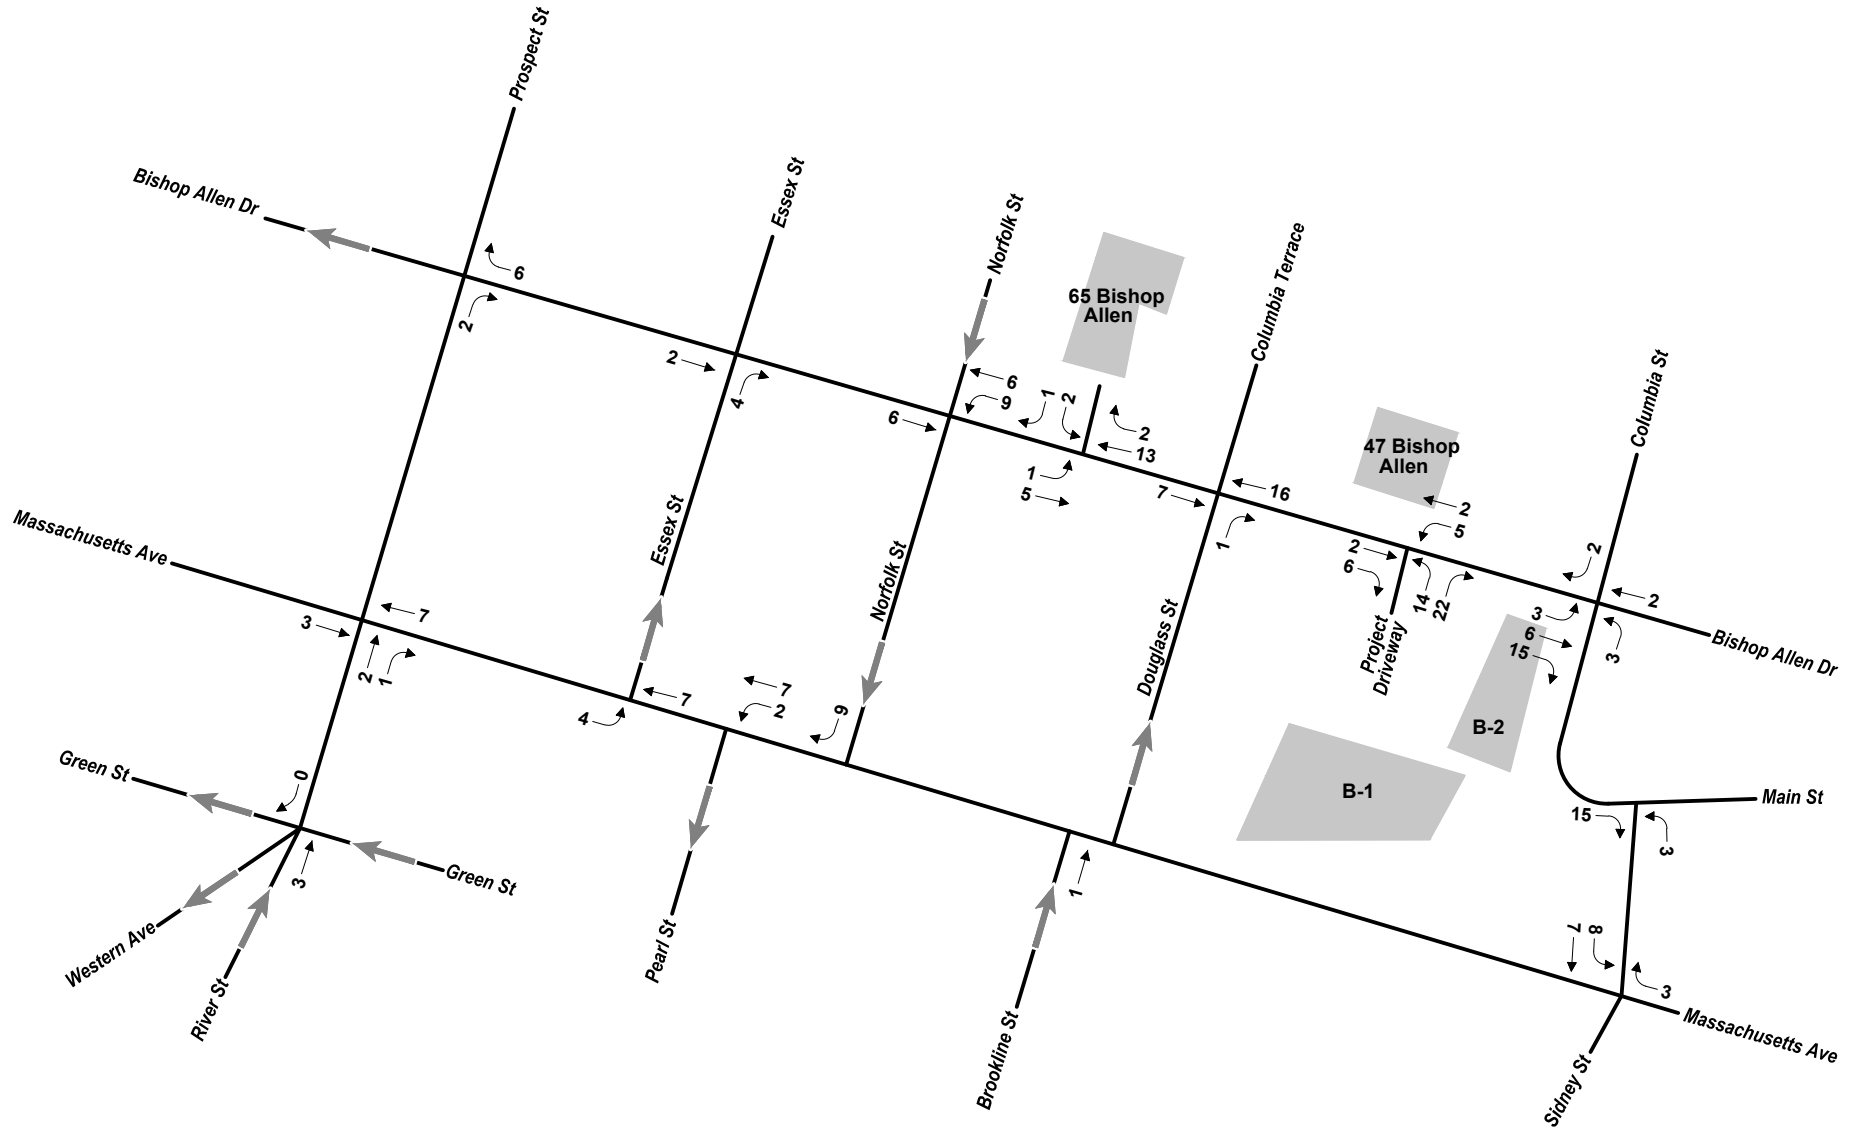 Prospect St
Essex St
Bishop Allen Dr
Norfolk St
Columbia Terrace
65 Bishop
Allen
6
2
2
4
6
9
6
1
2
2
13
1
5
7
16
1
Columbia St
47 Bishop
Allen
2
5
2
6
14
22
2
2
3
6
15
3
Bishop Allen Dr
Project
Driveway
Massachusetts Ave
Essex St
Norfolk St
Douglass St
7
3
2
1
7
4
7
2
9
B-2
B-1
Main St
15
3
Green St
0
3
Green St
Western Ave
River St
Pearl St
1
Brookline St
7
8
3
Massachusetts Ave
Sidney St